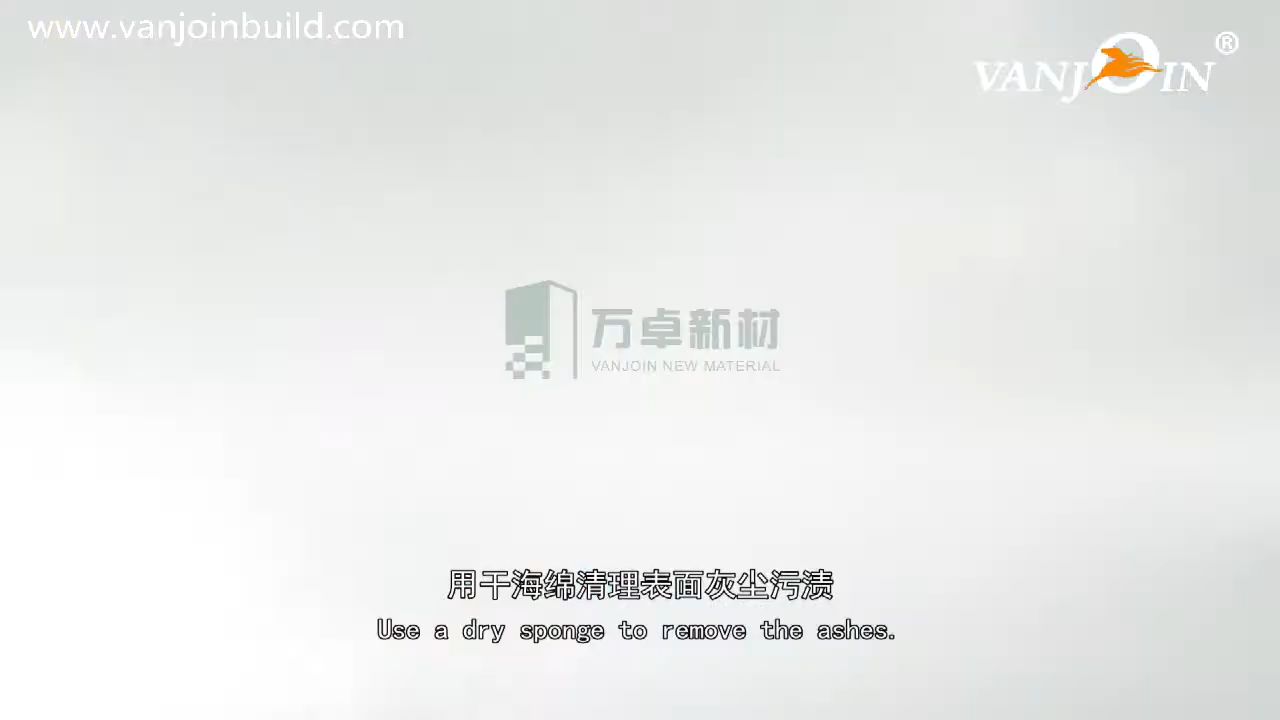 www.vanjoinbuild.com
VANJOIN®
万卓新材
VANJOIN NEW MATERIAL
用干海绵清理表面灰尘污渍
Use a dry sponge to remove the ashes.